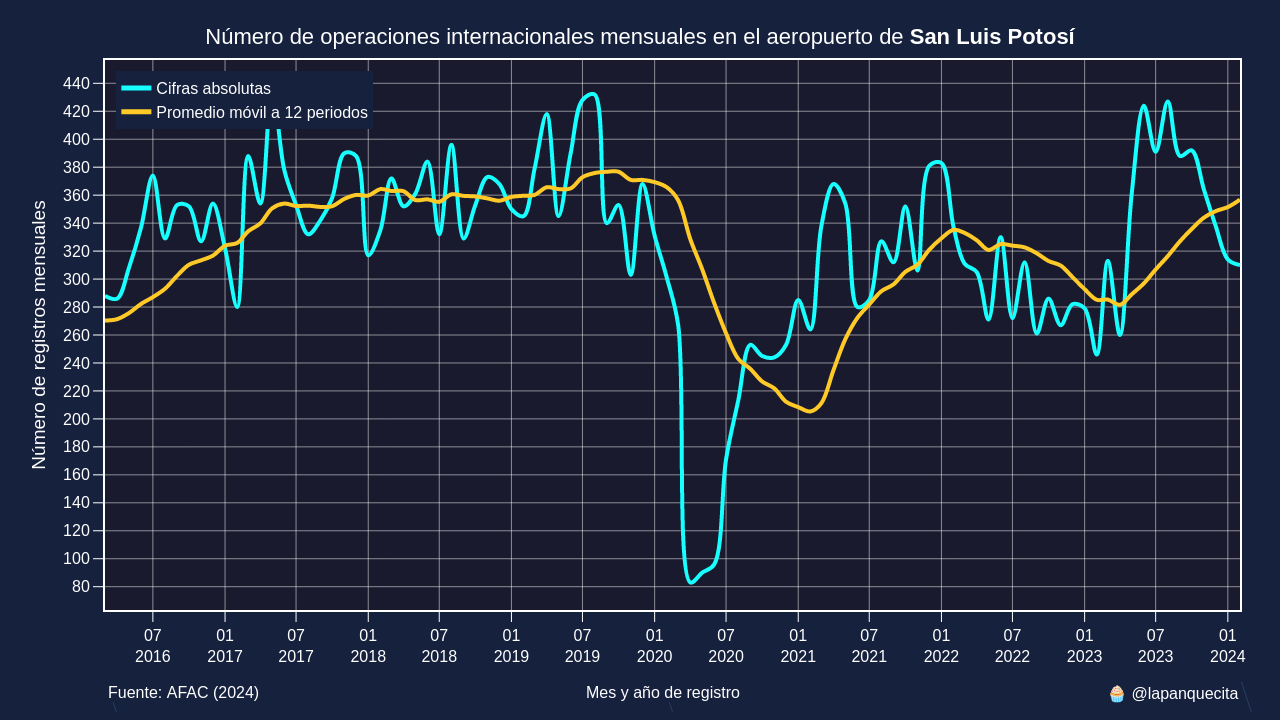 Número de operaciones internacionales mensuales en el aeropuerto de San Luis Potosí
Cifras absolutas
Promedio móvil a 12 periodos
Número de registros mensuales
440
420
400
380
360
340
320
300
280
260
240
220
200
180
160
140
120
100
80
07 01 07 01 07 01 07 01 07 01 07 01 07 01 07 01
2016 2017 2017 2018 2018 2019 2019 2020 2020 2021 2021 2022 2022 2023 2023 2024
Fuente: AFAC (2024) Mes y año de registro 🧁 @lapanquecita